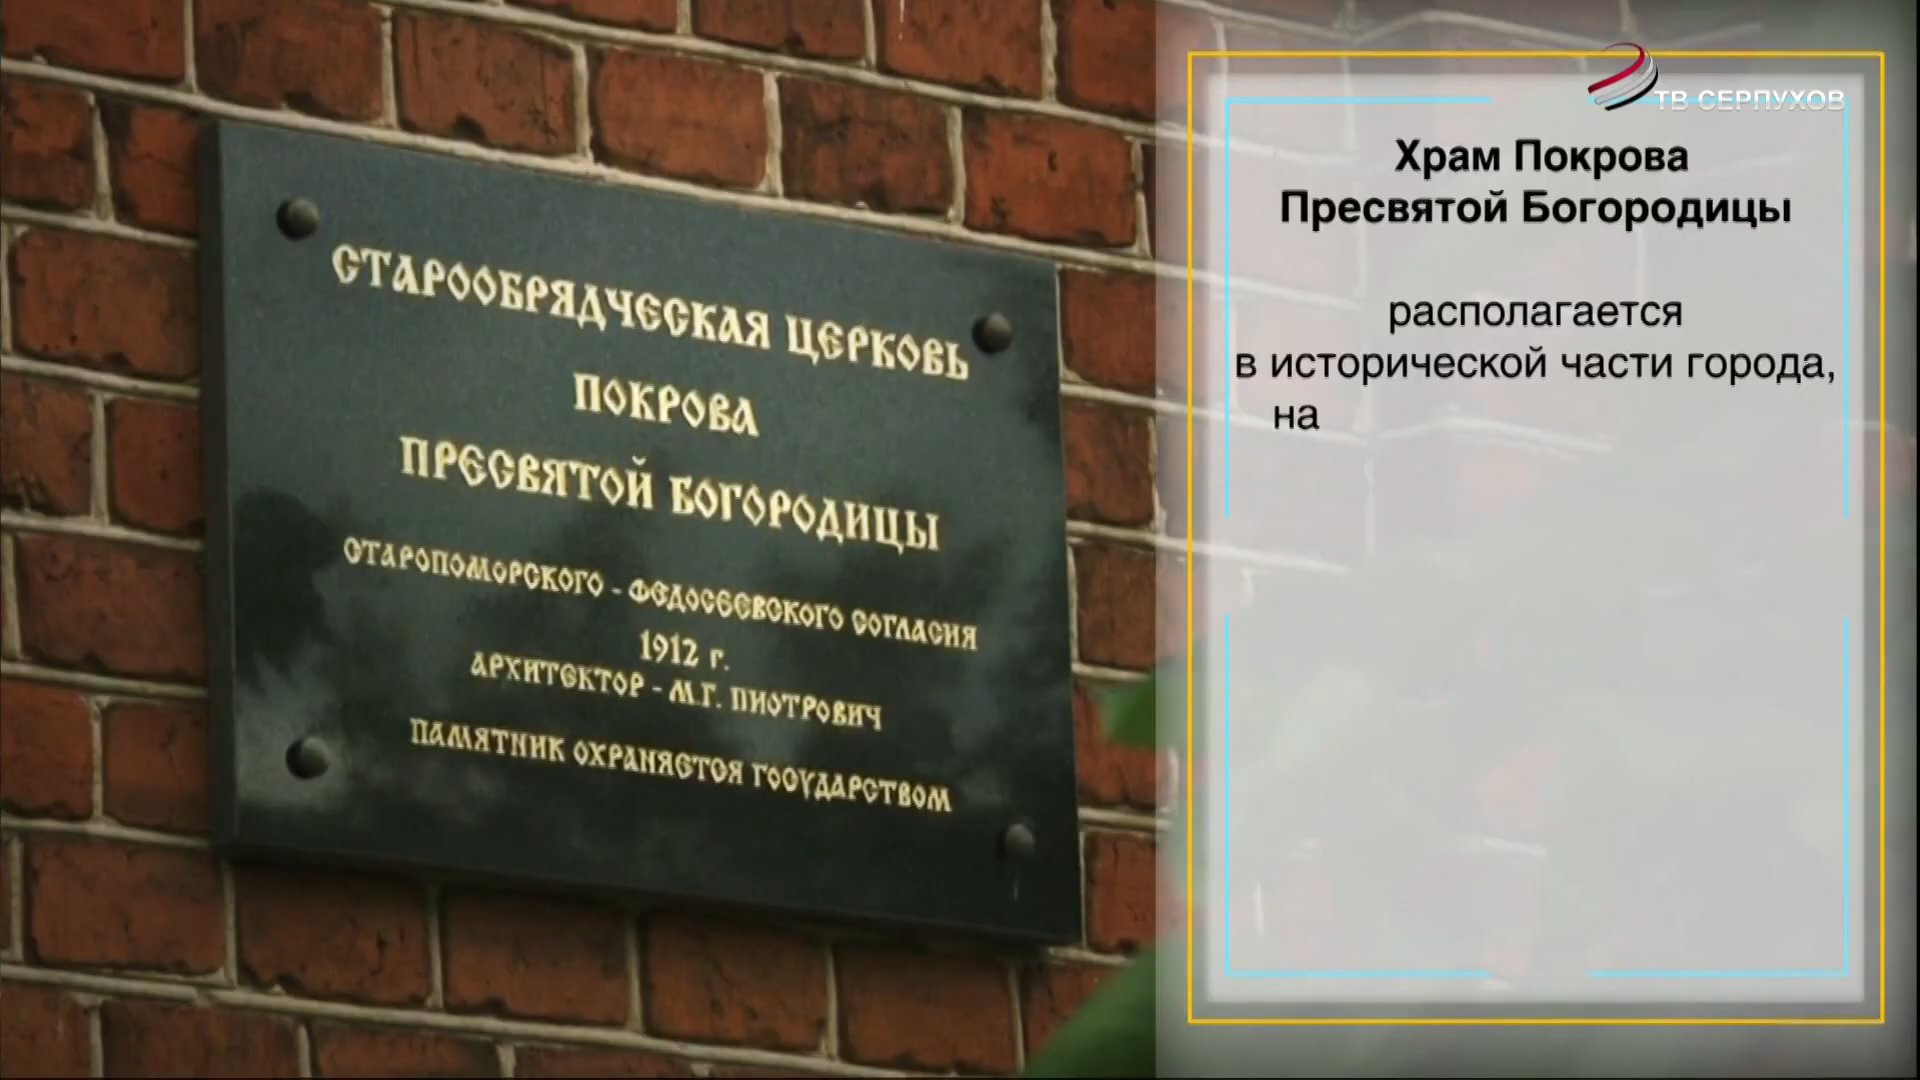 СТАРООБРЯДЧЕСКАЯ ЦЕРКОВЬ
ПОКРОВА
ПРЕСВЯТОЙ БОГОРОДИЦЫ
СТАРОПОМОРСКОГО - ФЕДОСЕЕВСКОГО СОГЛАСИЯ
1912 г.
АРХИТЕКТОР - М.Г. ПИОТРОВИЧ
ПАМЯТНИК ОХРАНЯЕТСЯ ГОСУДАРСТВОМ
ТВ СЕРПУХОВ
Храм Покрова
Пресвятой Богородицы
располагается
в исторической части города,
на